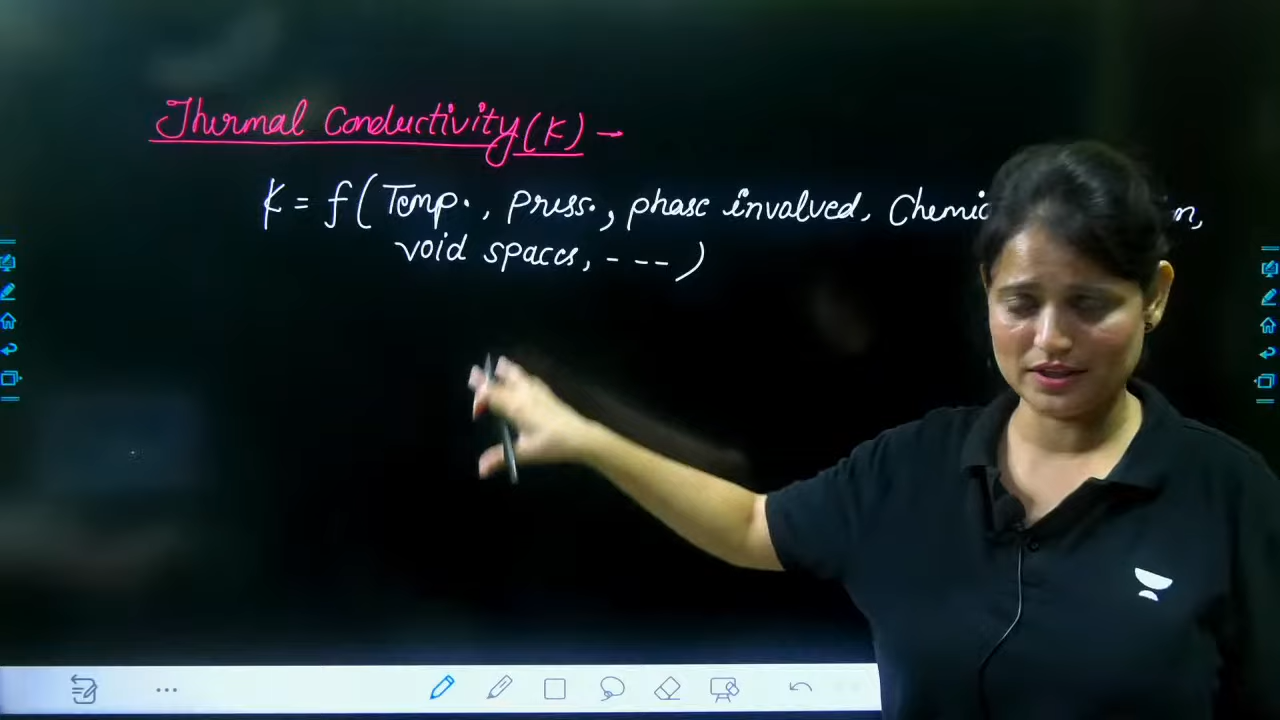 Thermal Conductivity (K) →
K = f ( Temp., press., phase involved, Chemic
void spaces, - - - - )